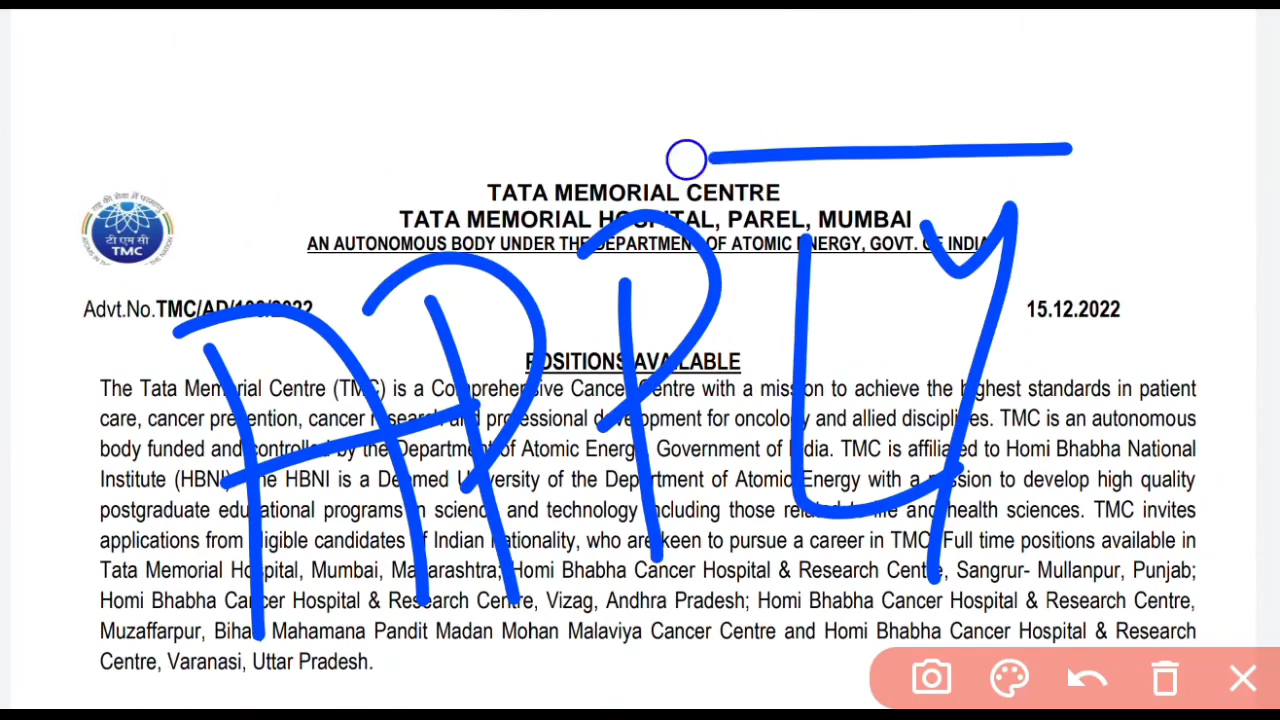 TATA MEMORIAL CENTRE
TATA MEMORIAL HOSPITAL, PAREL, MUMBAI
AN AUTONOMOUS BODY UNDER THE DEPARTMENT OF ATOMIC ENERGY, GOVT. OF INDIA
टी एम सी
TMC
Advt.No.TMC/AD/ /2022 15.12.2022
APPLY
POSITIONS AVAILABLE
The Tata Memorial Centre (TMC) is a Comprehensive Cancer Centre with a mission to achieve the highest standards in patient
care, cancer prevention, cancer research and professional development for oncology and allied disciplines. TMC is an autonomous
body funded and controlled by the Department of Atomic Energy, Government of India. TMC is affiliated to Homi Bhabha National
Institute (HBNI). The HBNI is a Deemed University of the Department of Atomic Energy with a mission to develop high quality
postgraduate educational programs in science and technology including those related to life and health sciences. TMC invites
applications from eligible candidates of Indian Nationality, who are keen to pursue a career in TMC. Full time positions available in
Tata Memorial Hospital, Mumbai, Maharashtra; Homi Bhabha Cancer Hospital & Research Centre, Sangrur- Mullanpur, Punjab;
Homi Bhabha Cancer Hospital & Research Centre, Vizag, Andhra Pradesh; Homi Bhabha Cancer Hospital & Research Centre,
Muzaffarpur, Bihar, Mahamana Pandit Madan Mohan Malaviya Cancer Centre and Homi Bhabha Cancer Hospital & Research
Centre, Varanasi, Uttar Pradesh.